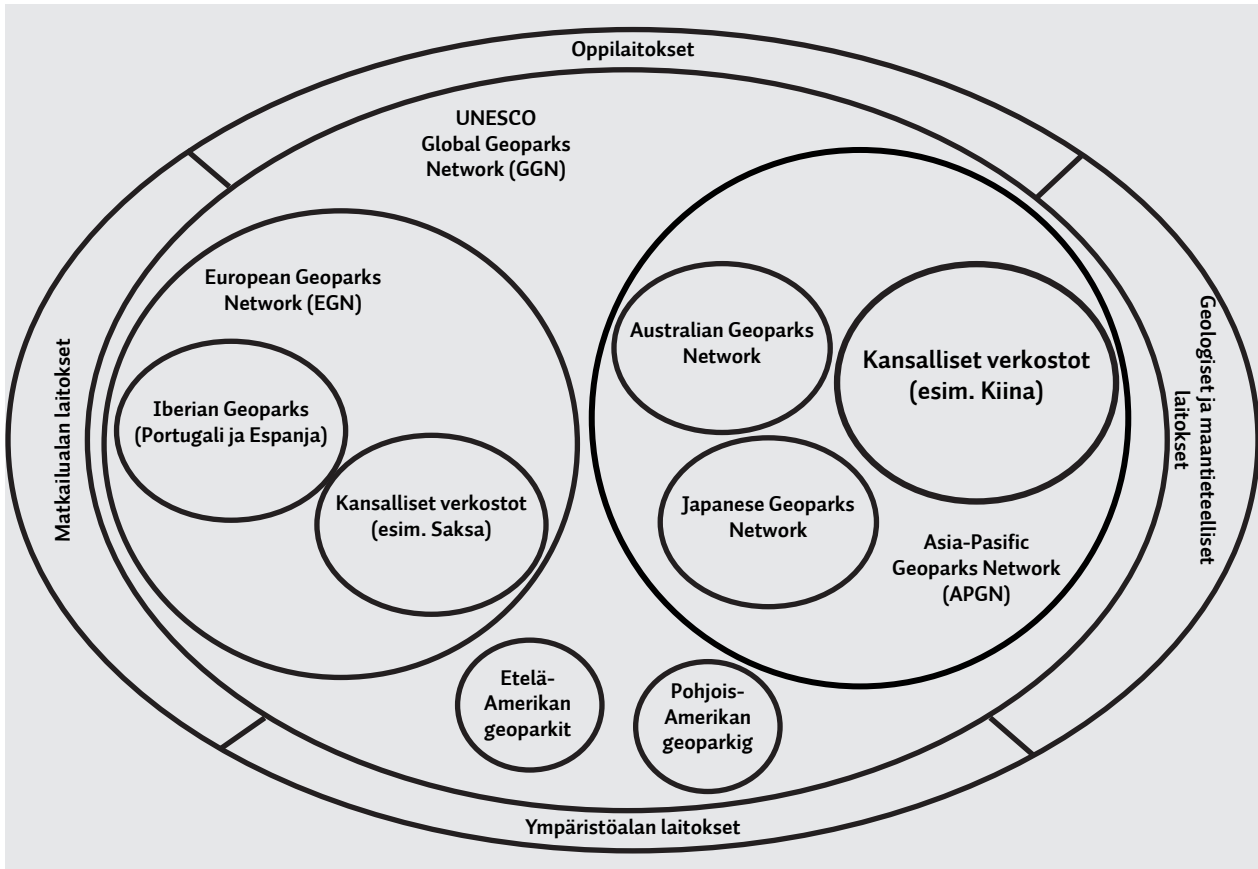 Oppilaitokset
UNESCO
Global Geoparks
Network (GGN)
European Geoparks
Network (EGN)
Iberian Geoparks
(Portugali ja Espanja)
Kansalliset verkostot
(esim. Saksa)
Australian Geoparks
Network
Kansalliset verkostot
(esim. Kiina)
Japanese Geoparks
Network
Asia-Pasific
Geoparks Network
(APGN)
Etelä-
Amerikan
geoparkit
Pohjois-
Amerikan
geoparkig
Matkailualan laitokset
Geologiset ja maantieteelliset
laitokset
Ympäristöalan laitokset